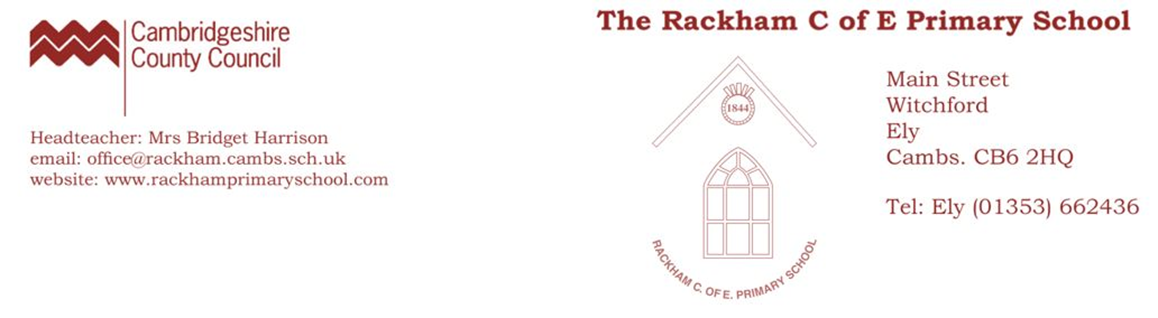 Cambridgeshire
County Council
Headteacher: Mrs Bridget Harrison
email: office@rackham.cambs.sch.uk
website: www.rackhamprimaryschool.com
The Rackham C of E Primary School
1844
RACKHAM C. OF E. PRIMARY SCHOOL
Main Street
Witchford
Ely
Cambs. CB6 2HQ
Tel: Ely (01353) 662436